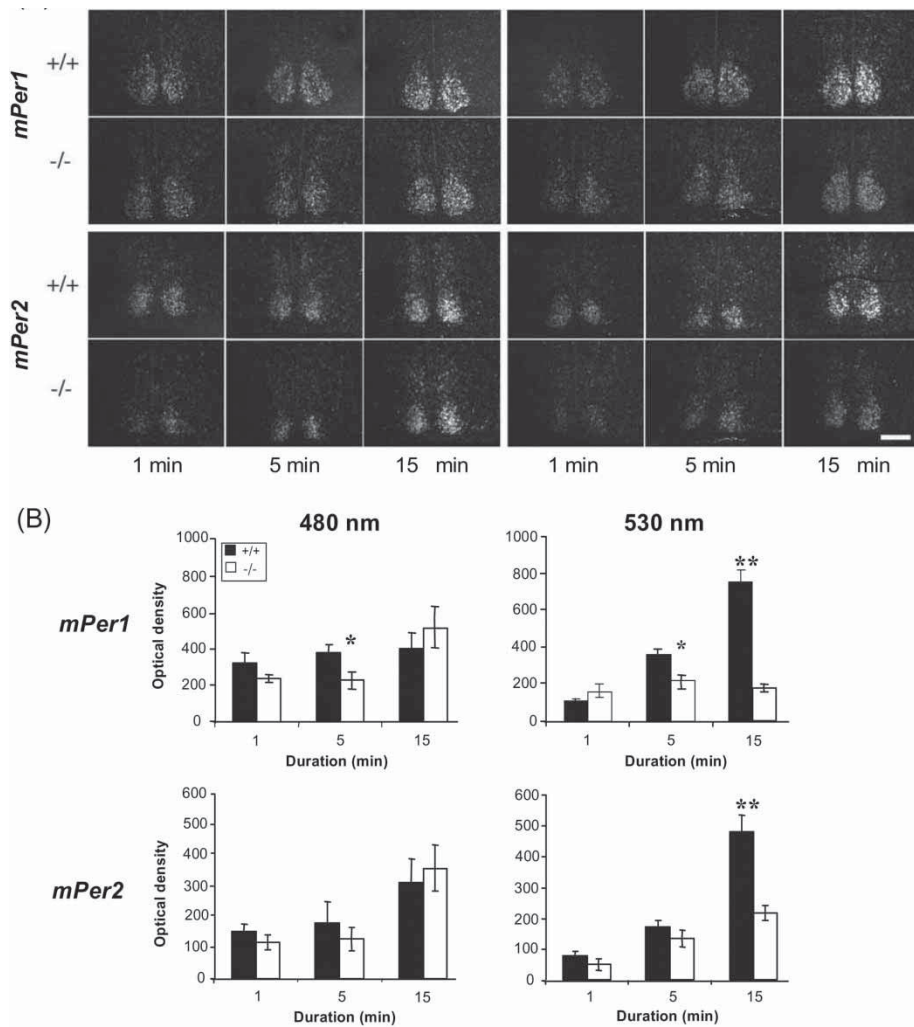 mPer1
+/+
-/-
mPer2
+/+
-/-
1 min 5 min 15 min 1 min 5 min 15 min
(B)
480 nm 530 nm
mPer1
Optical density
1000
800
600
400
200
0
+/+
-/-
*
1 5 15
Duration (min)
1000
800
600
400
200
0
*
**
1 5 15
Duration (min)
mPer2
Optical density
600
500
400
300
200
100
0
1 5 15
Duration (min)
600
500
400
300
200
100
0
**
1 5 15
Duration (min)